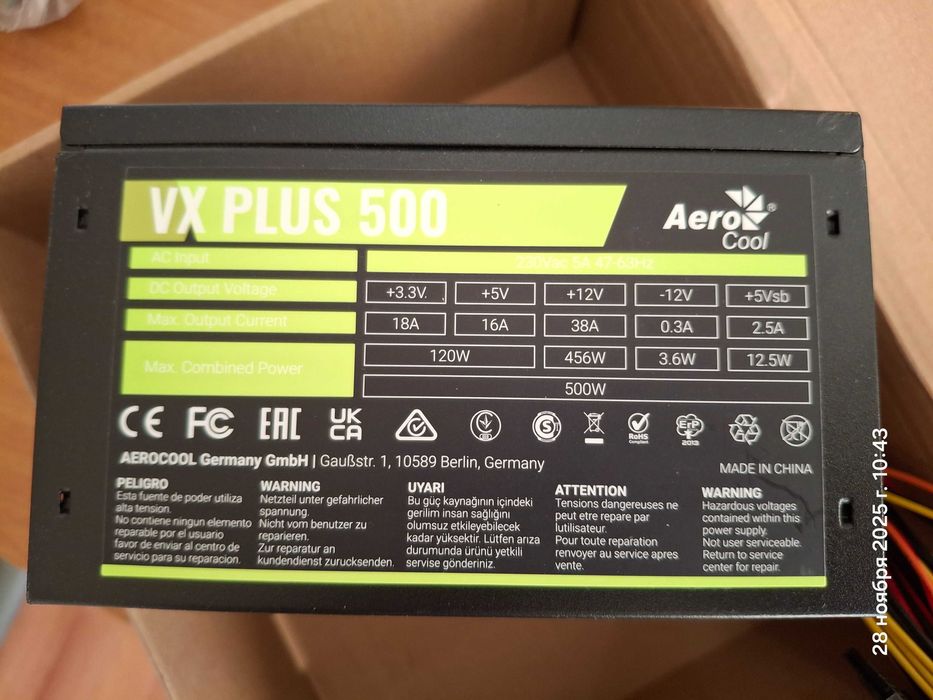 VX PLUS 500
Aero
Cool
®
AC Input
230Vac 5A 47-63Hz
DC Output Voltage
+3.3V
+5V
+12V
-12V
+5Vsb
Max. Output Current
18A
16A
38A
0.3A
2.5A
Max. Combined Power
120W
456W
3.6W
12.5W
500W
CE
FC
EAC
UK
CA
S
RoHS
Compliant
ErP
2013
AEROCOOL Germany GmbH | Gaußstr. 1, 10589 Berlin, Germany
MADE IN CHINA
PELIGRO
Esta fuente de poder utiliza
alta tension.
No contiene ningun elemento
reparable por el usuario
favor de enviar al centro de
servicio para su reparacion.
WARNING
Netzteil unter gefahrlicher
spannung.
Nicht vom benutzer zu
reparieren.
Zur reparatur an
kundendienst zurucksenden.
UYARI
Bu güç kaynağının içindeki
gerilim insan sağlığını
olumsuz etkileyebilecek
kadar yüksektir. Lütfen arıza
durumunda ürünü yetkili
servise gönderiniz.
ATTENTION
Tensions dangereuses ne
peut etre repare par
lutilisateur.
Pour toute reparation
renvoyer au service apres
vente.
WARNING
Hazardous voltages
contained within this
power supply.
Not user serviceable.
Return to service
center for repair.
28 ноября 2025 г. 10:43